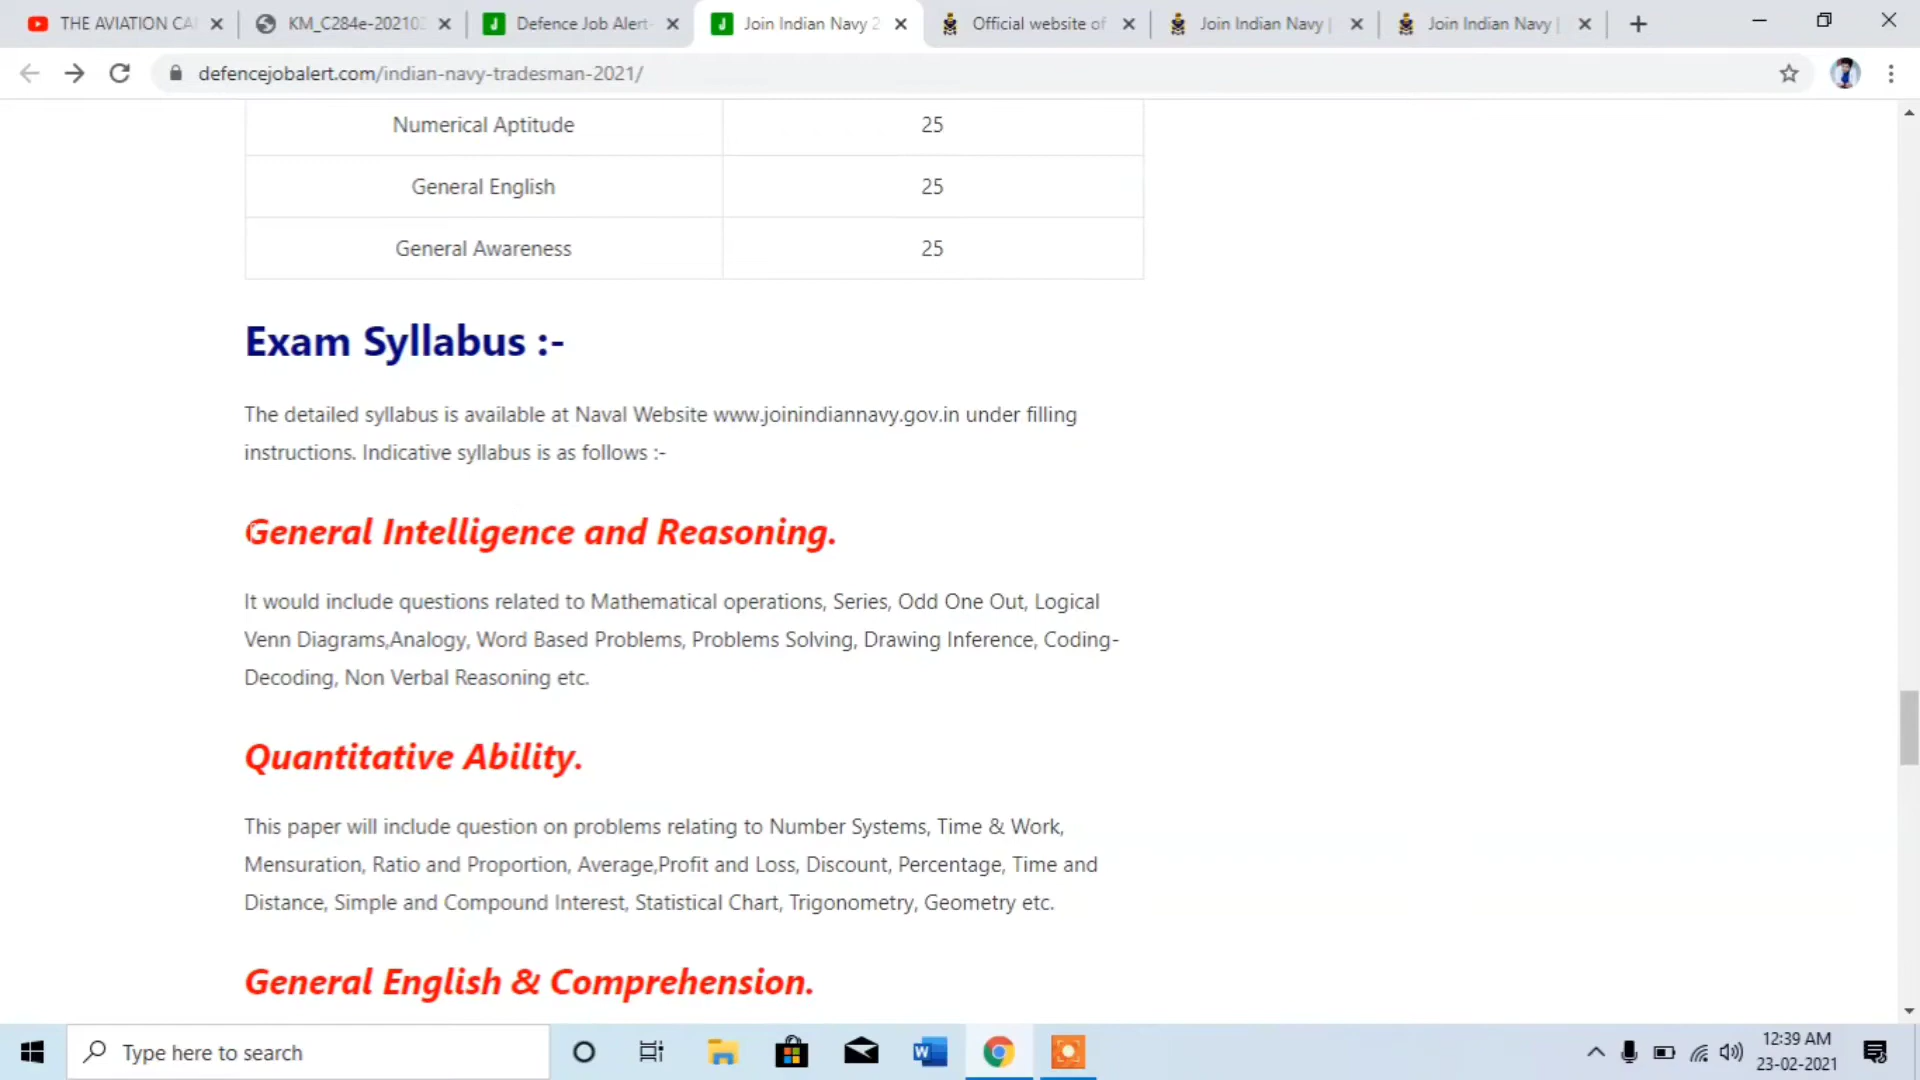 THE AVIATION CA
KM_C284e-202102
Defence Job Alert-
Join Indian Navy 2
Official website of
Join Indian Navy |
Join Indian Navy |
defencejobalert.com/indian-navy-tradesman-2021/
Numerical Aptitude 25
General English 25
General Awareness 25
Exam Syllabus :-
The detailed syllabus is available at Naval Website www.joinindiannavy.gov.in under filling
instructions. Indicative syllabus is as follows :-
General Intelligence and Reasoning.
It would include questions related to Mathematical operations, Series, Odd One Out, Logical
Venn Diagrams,Analogy, Word Based Problems, Problems Solving, Drawing Inference, Coding-
Decoding, Non Verbal Reasoning etc.
Quantitative Ability.
This paper will include question on problems relating to Number Systems, Time & Work,
Mensuration, Ratio and Proportion, Average,Profit and Loss, Discount, Percentage, Time and
Distance, Simple and Compound Interest, Statistical Chart, Trigonometry, Geometry etc.
General English & Comprehension.
Type here to search
12:39 AM
23-02-2021